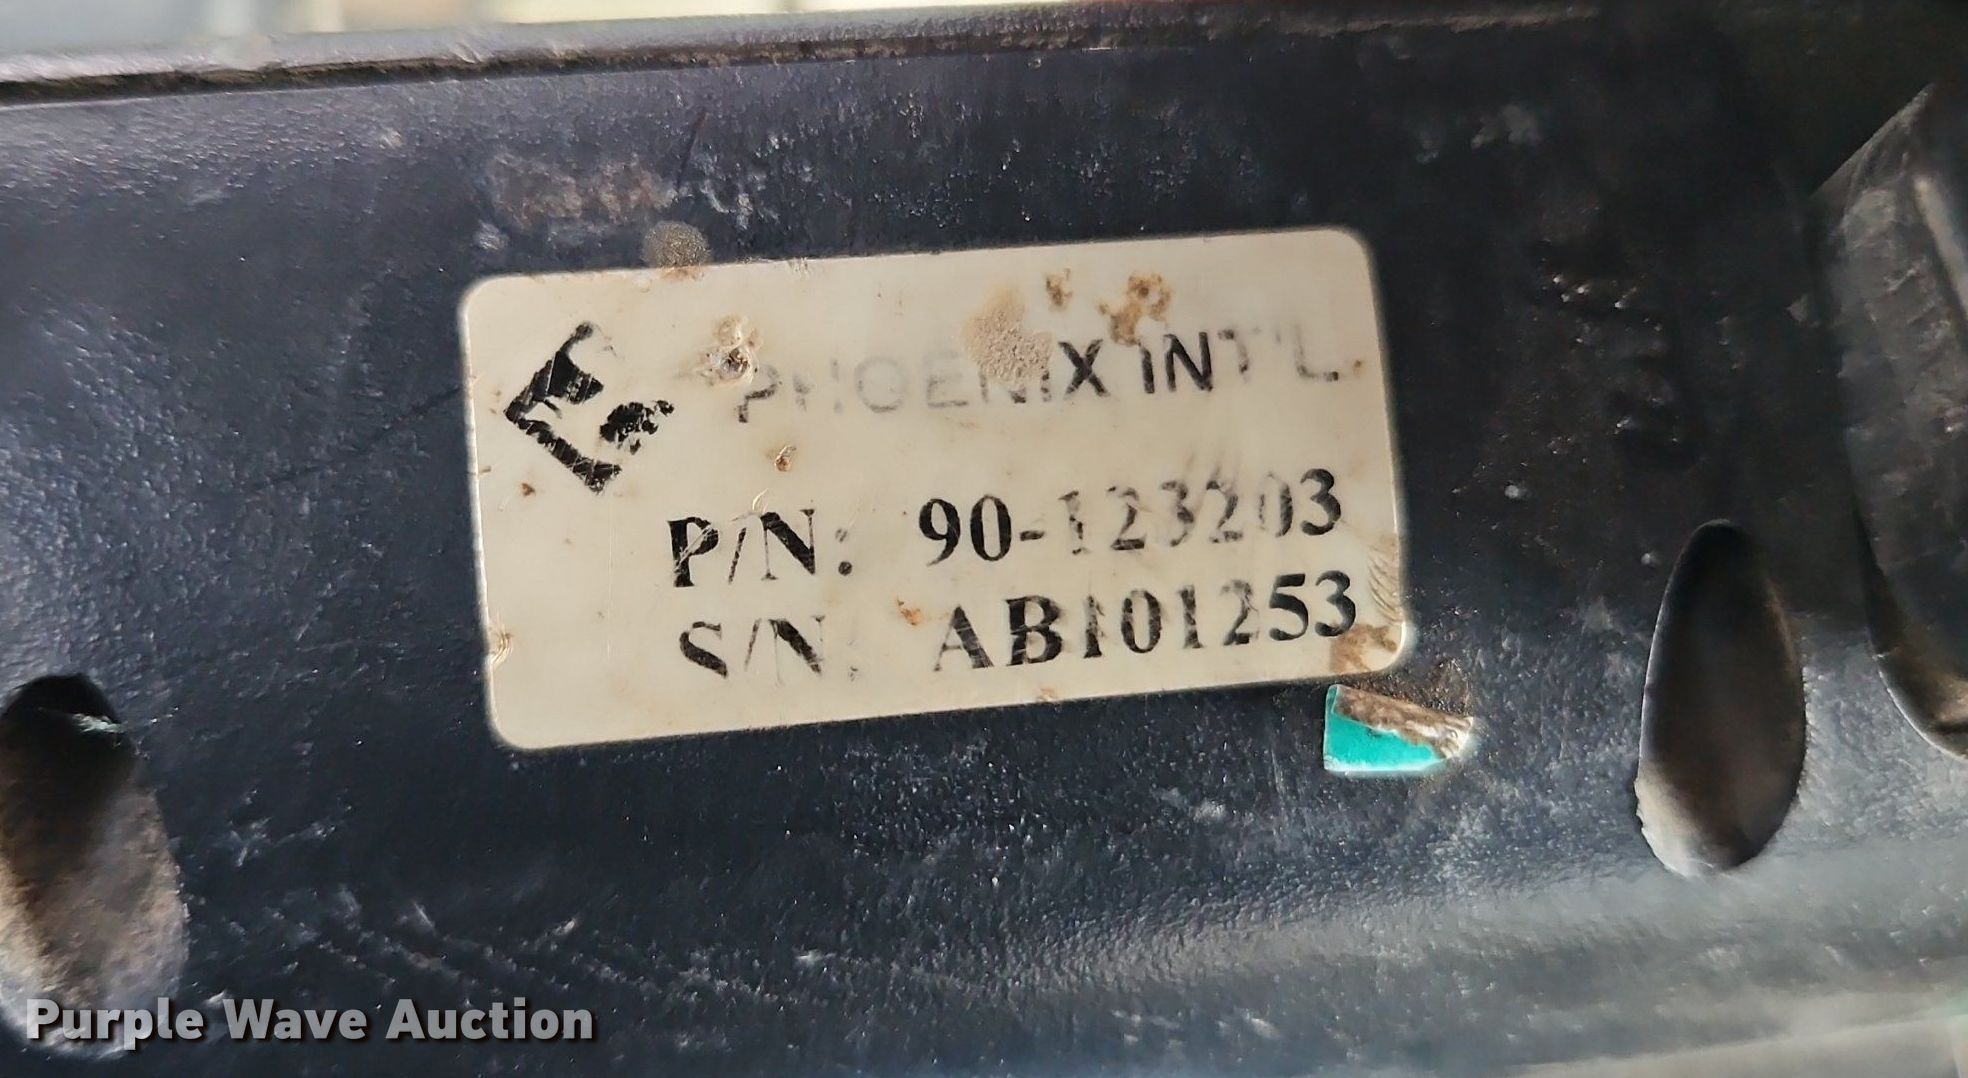 PHOENIX INT'L
P/N: 90-123203
S/N: AB101253
Purple Wave Auction